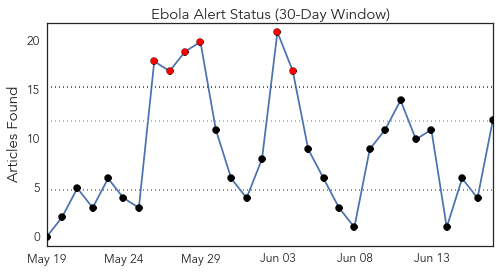 Ebola Alert Status (30-Day Window)
Articles Found
20
15
10
5
0
May 19 May 24 May 29 Jun 03 Jun 08 Jun 13